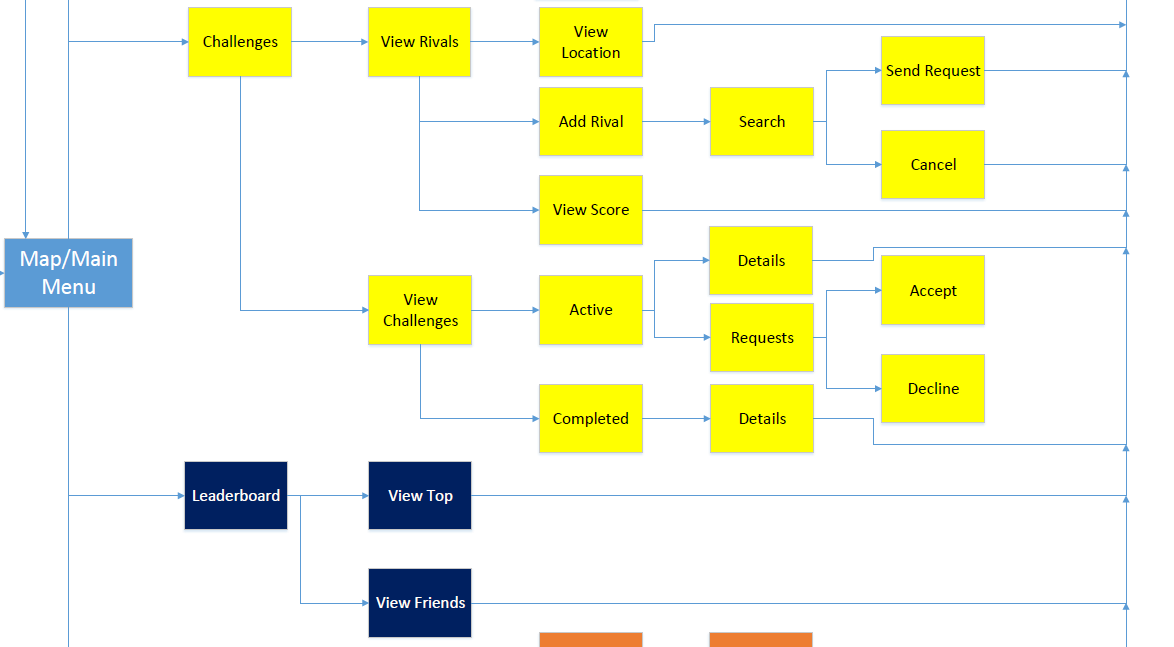 Challenges
View Rivals
View
Location
Send Request
Add Rival
Search
Cancel
View Score
Map/Main
Menu
Details
View
Challenges
Active
Accept
Requests
Decline
Completed
Details
Leaderboard
View Top
View Friends